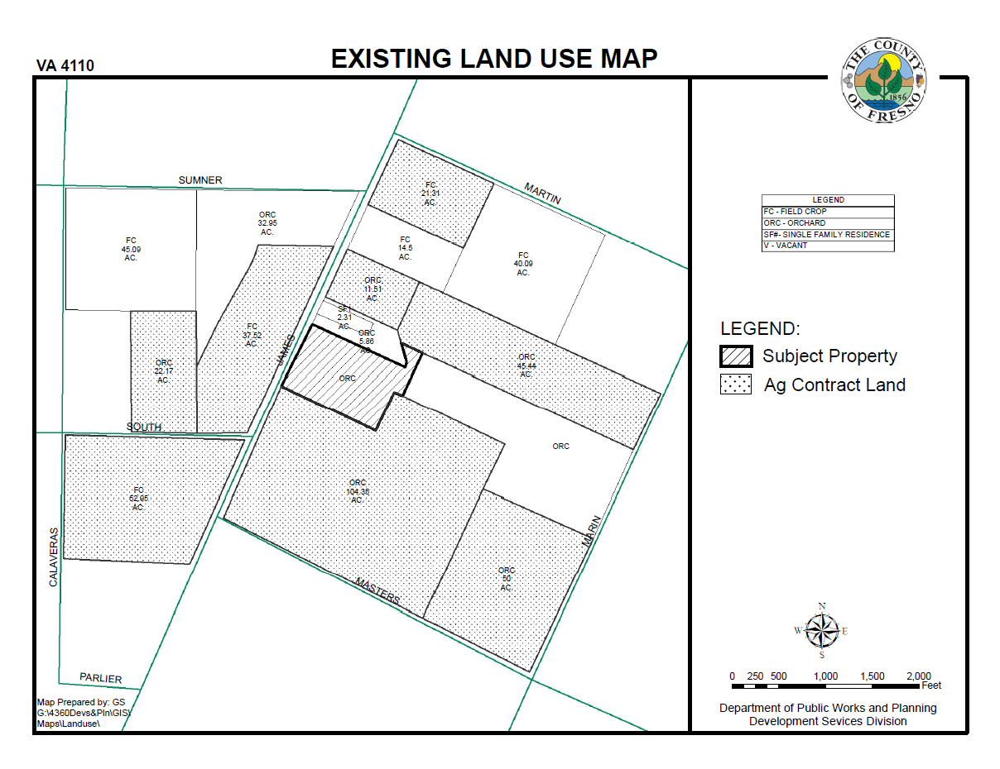 VA 4110
EXISTING LAND USE MAP
THE COUNTY
OF FRESNO
1856
SUMNER
MARTIN
FC
21.31
AC.
ORC
32.95
AC.
FC
45.09
AC.
FC
14.5
AC.
FC
40.09
AC.
ORC
11.51
AC.
SF1
2.31
AC.
ORC
5.86
AC.
FC
37.52
AC.
JAMES
ORC
22.17
AC.
ORC
45.44
AC.
ORC
SOUTH
ORC
ORC
104.35
AC.
FC
52.95
AC.
CALAVERAS
MARIN
ORC
50
AC.
MASTERS
PARLIER
Map Prepared by: GS
G:\4360Devs&Pln\GIS\
Maps\Landuse\
LEGEND
FC - FIELD CROP
ORC - ORCHARD
SF#- SINGLE FAMILY RESIDENCE
V - VACANT
LEGEND:
Subject Property
Ag Contract Land
N
W E
S
0 250 500 1,000 1,500 2,000
Feet
Department of Public Works and Planning
Development Sevices Division